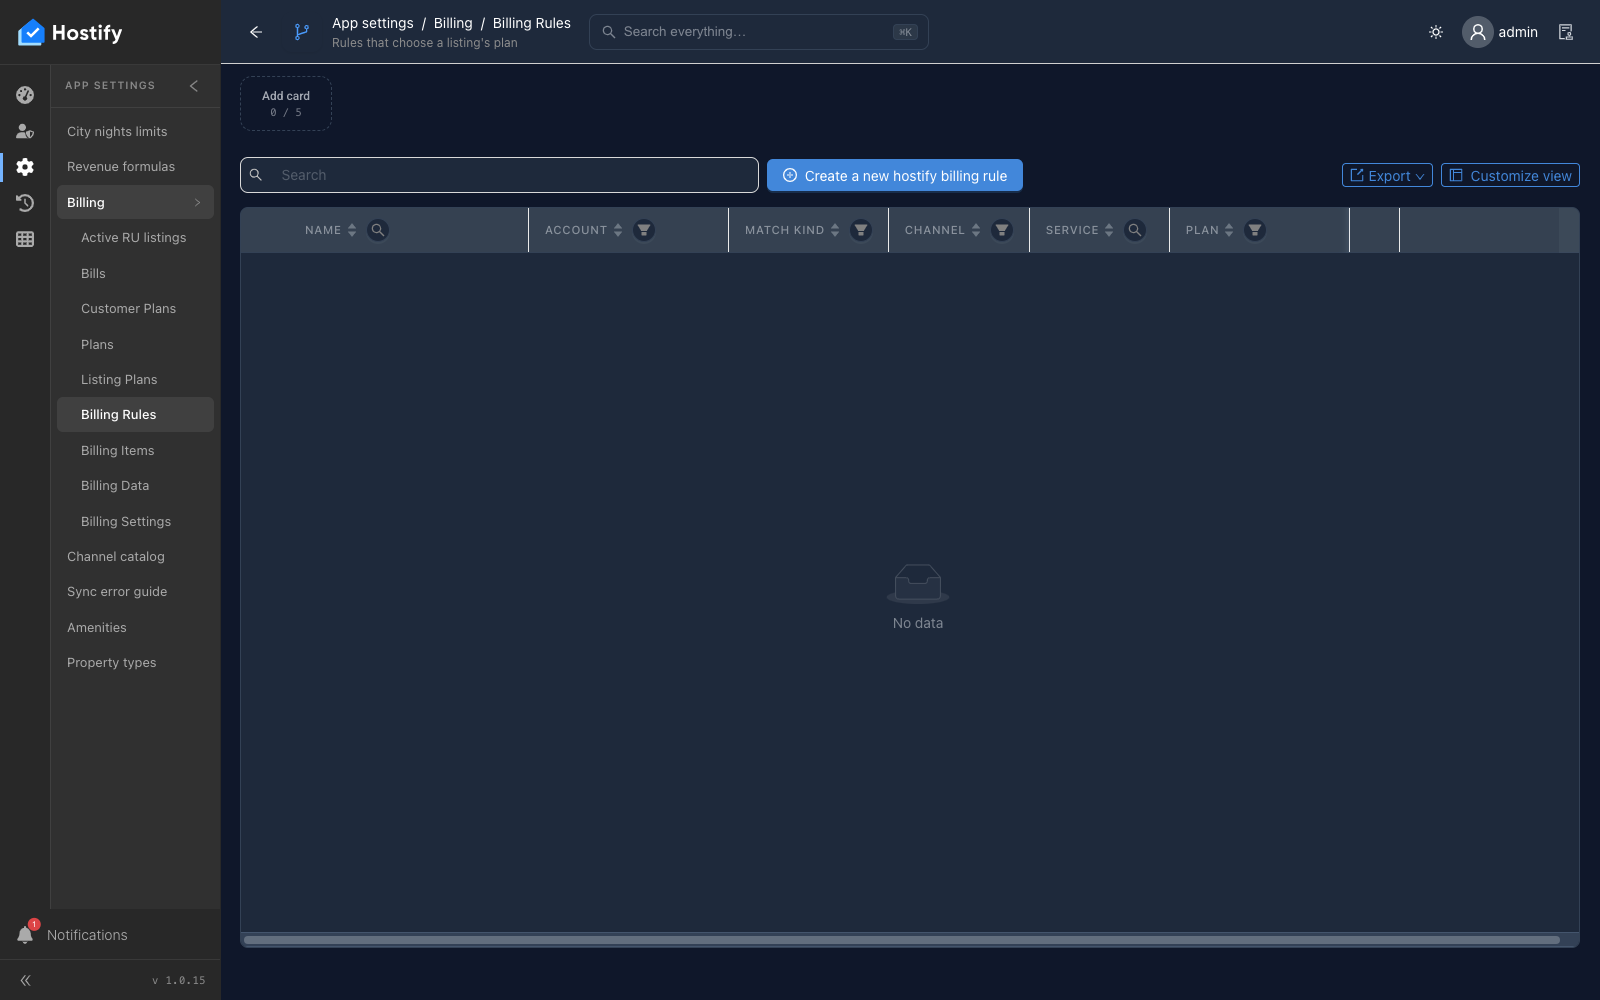 Hostify
App settings / Billing / Billing Rules
Rules that choose a listing's plan
Search everything...
⌘K
admin
APP SETTINGS
City nights limits
Revenue formulas
Billing
Active RU listings
Bills
Customer Plans
Plans
Listing Plans
Billing Rules
Billing Items
Billing Data
Billing Settings
Channel catalog
Sync error guide
Amenities
Property types
1
Notifications
v 1.0.15
Add card
0 / 5
Search
Create a new hostify billing rule
Export
Customize view
NAME
ACCOUNT
MATCH KIND
CHANNEL
SERVICE
PLAN
No data